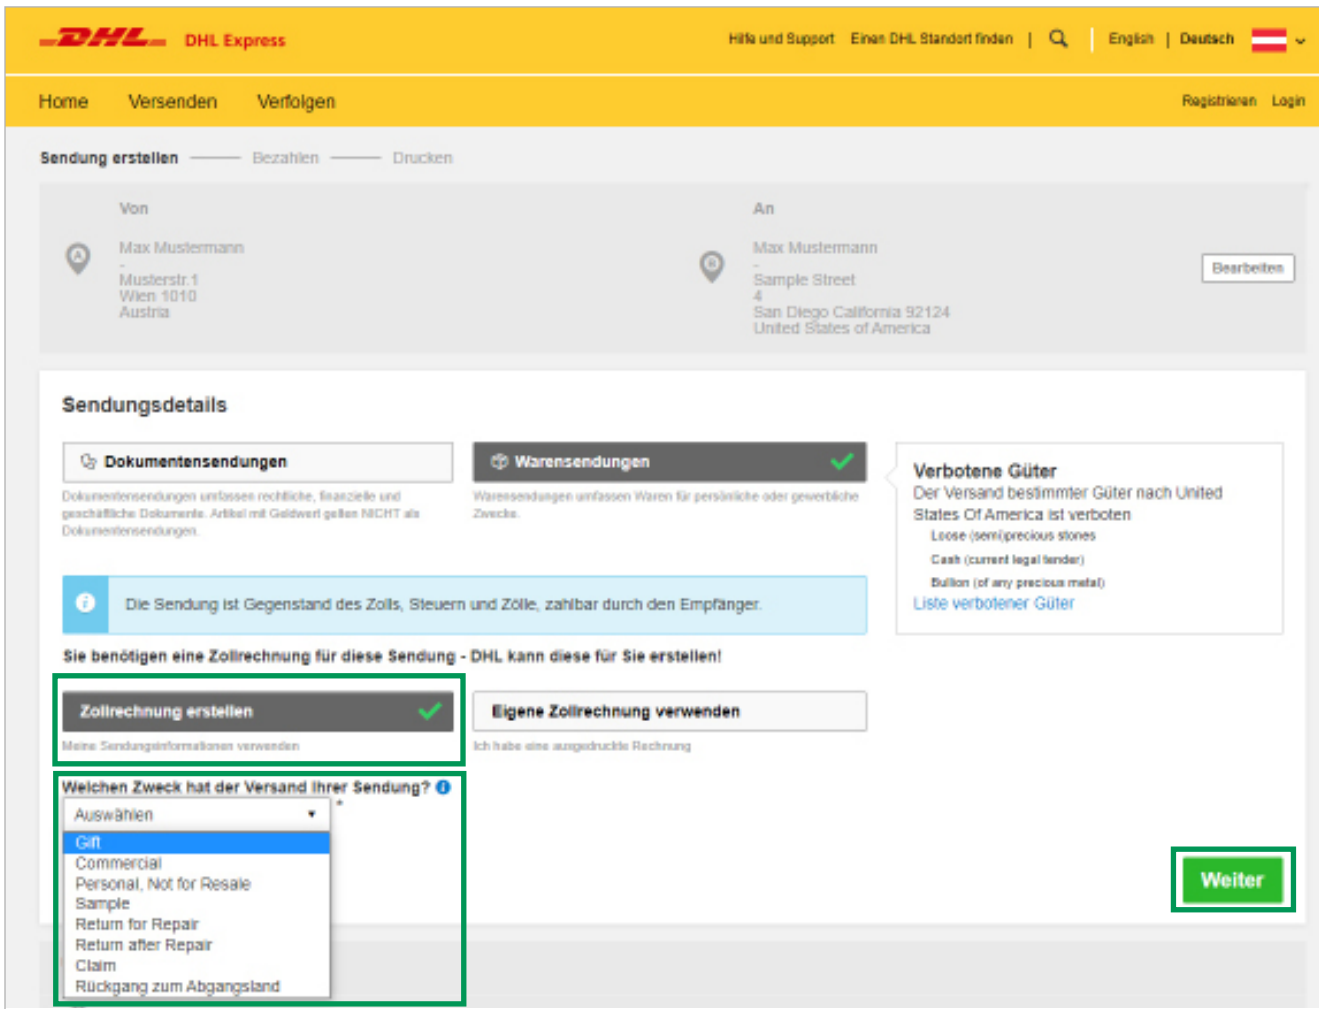 DHL DHL Express
Hilfe und Support Einen DHL Standort finden | English | Deutsch
Home Versenden Verfolgen
Registrieren Login
Sendung erstellen Bezahlen Drucken
Von
A
Max Mustermann
-
Musterstr.1
Wien 1010
Austria
An
B
Max Mustermann
-
Sample Street
4
San Diego California 92124
United States of America
Bearbeiten
Sendungsdetails
Dokumentensendungen
Dokumentensendungen umfassen rechtliche, finanzielle und
geschäftliche Dokumente. Artikel mit Geldwert gelten NICHT als
Dokumentensendungen.
Warensendungen
Warensendungen umfassen Waren für persönliche oder gewerbliche
Zwecke.
Verbotene Güter
Der Versand bestimmter Güter nach United
States Of America ist verboten
Loose (semi)precious stones
Cash (current legal tender)
Bullion (of any precious metal)
Liste verbotener Güter
i Die Sendung ist Gegenstand des Zolls, Steuern und Zölle, zahlbar durch den Empfänger.
Sie benötigen eine Zollrechnung für diese Sendung - DHL kann diese für Sie erstellen!
Zollrechnung erstellen
Meine Sendungsinformationen verwenden
Eigene Zollrechnung verwenden
Ich habe eine ausgedruckte Rechnung
Welchen Zweck hat der Versand Ihrer Sendung? i
Auswählen *
Gift
Commercial
Personal, Not for Resale
Sample
Return for Repair
Return after Repair
Claim
Rückgang zum Abgangsland
Weiter